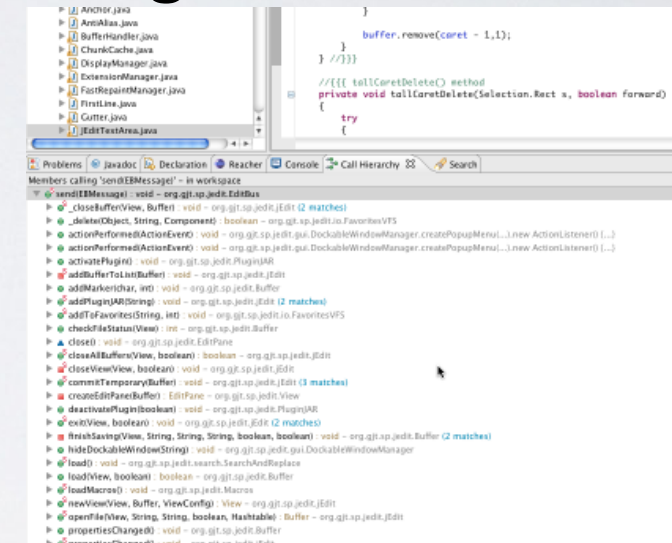 Anchor.java
AntiAlias.java
BufferHandler.java
ChunkCache.java
DisplayManager.java
ExtensionManager.java
FastRepaintManager.java
FirstLine.java
Gutter.java
JEditTextArea.java
}
buffer.remove(caret - 1,1);
}
} //}}}
//{{{ tallCaretDelete() method
private void tallCaretDelete(Selection.Rect s, boolean forward)
{
try
{
Problems Javadoc Declaration Reacher Console Call Hierarchy Search
Members calling 'send(EBMessage)' - in workspace
send(EBMessage) : void - org.gjt.sp.jedit.EditBus
_closeBuffer(View, Buffer) : void - org.gjt.sp.jedit.jEdit (2 matches)
_delete(Object, String, Component) : boolean - org.gjt.sp.jedit.io.FavoritesVFS
actionPerformed(ActionEvent) : void - org.gjt.sp.jedit.gui.DockableWindowManager.createPopupMenu(...).new ActionListener() {...}
actionPerformed(ActionEvent) : void - org.gjt.sp.jedit.gui.DockableWindowManager.createPopupMenu(...).new ActionListener() {...}
activatePlugin() : void - org.gjt.sp.jedit.PluginJAR
addBufferToList(Buffer) : void - org.gjt.sp.jedit.jEdit
addMarker(char, int) : void - org.gjt.sp.jedit.Buffer
addPluginJAR(String) : void - org.gjt.sp.jedit.jEdit (2 matches)
addToFavorites(String, int) : void - org.gjt.sp.jedit.io.FavoritesVFS
checkFileStatus(View) : int - org.gjt.sp.jedit.Buffer
close() : void - org.gjt.sp.jedit.EditPane
closeAllBuffers(View, boolean) : boolean - org.gjt.sp.jedit.jEdit
closeView(View, boolean) : void - org.gjt.sp.jedit.jEdit
commitTemporary(Buffer) : void - org.gjt.sp.jedit.jEdit (3 matches)
createEditPane(Buffer) : EditPane - org.gjt.sp.jedit.View
deactivatePlugin(boolean) : void - org.gjt.sp.jedit.PluginJAR
exit(View, boolean) : void - org.gjt.sp.jedit.jEdit (2 matches)
finishSaving(View, String, String, String, boolean, boolean) : void - org.gjt.sp.jedit.Buffer (2 matches)
hideDockableWindow(String) : void - org.gjt.sp.jedit.gui.DockableWindowManager
load() : void - org.gjt.sp.jedit.search.SearchAndReplace
load(View, boolean) : boolean - org.gjt.sp.jedit.Buffer
loadMacros() : void - org.gjt.sp.jedit.Macros
newView(View, Buffer, ViewConfig) : View - org.gjt.sp.jedit.jEdit
openFile(View, String, String, boolean, Hashtable) : Buffer - org.gjt.sp.jedit.jEdit
propertiesChanged() : void - org.gjt.sp.jedit.Buffer